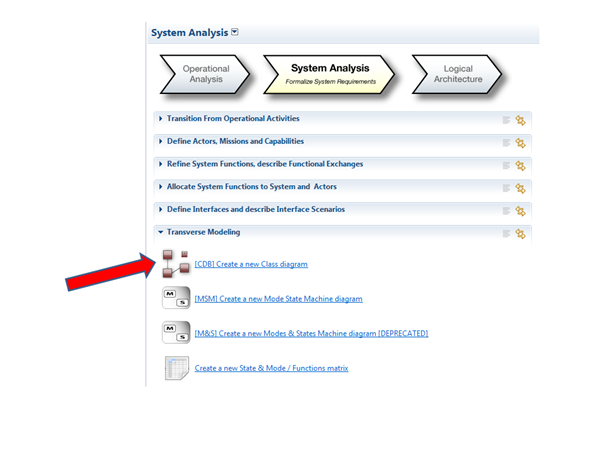 System Analysis
Operational
Analysis
System Analysis
Formalize System Requirements
Logical
Architecture
Transition From Operational Activities
Define Actors, Missions and Capabilities
Refine System Functions, describe Functional Exchanges
Allocate System Functions to System and Actors
Define Interfaces and describe Interface Scenarios
Transverse Modeling
[CDB] Create a new Class diagram
M S [MSM] Create a new Mode State Machine diagram
M S [M&S] Create a new Modes & States Machine diagram [DEPRECATED]
Create a new State & Mode / Functions matrix